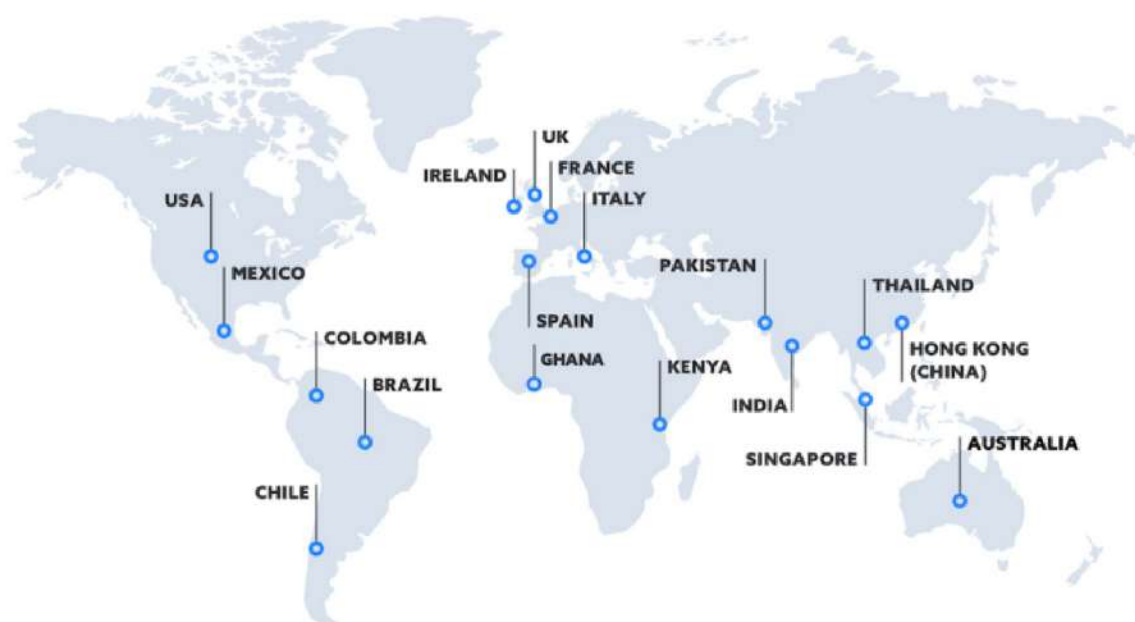 UK
FRANCE
IRELAND
ITALY
USA
MEXICO
PAKISTAN
THAILAND
SPAIN
COLOMBIA
GHANA
KENYA
HONG KONG
(CHINA)
BRAZIL
INDIA
SINGAPORE
AUSTRALIA
CHILE